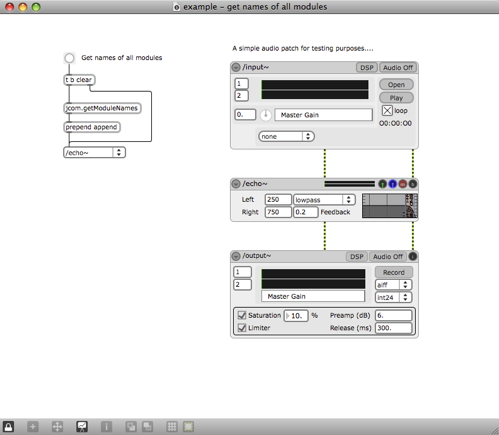 example - get names of all modules
Get names of all modules
t b clear
jcom.getModuleNames
prepend append
/echo~
A simple audio patch for testing purposes....
/input~ DSP Audio Off
1
2
Open
Play
loop
00:00:00
0. Master Gain
none
/echo~
Left 250 lowpass
Right 750 0.2 Feedback
/output~ DSP Audio Off
1
2
Record
aiff
int24
Master Gain
Saturation 10. % Preamp (dB) 6.
Limiter Release (ms) 300.